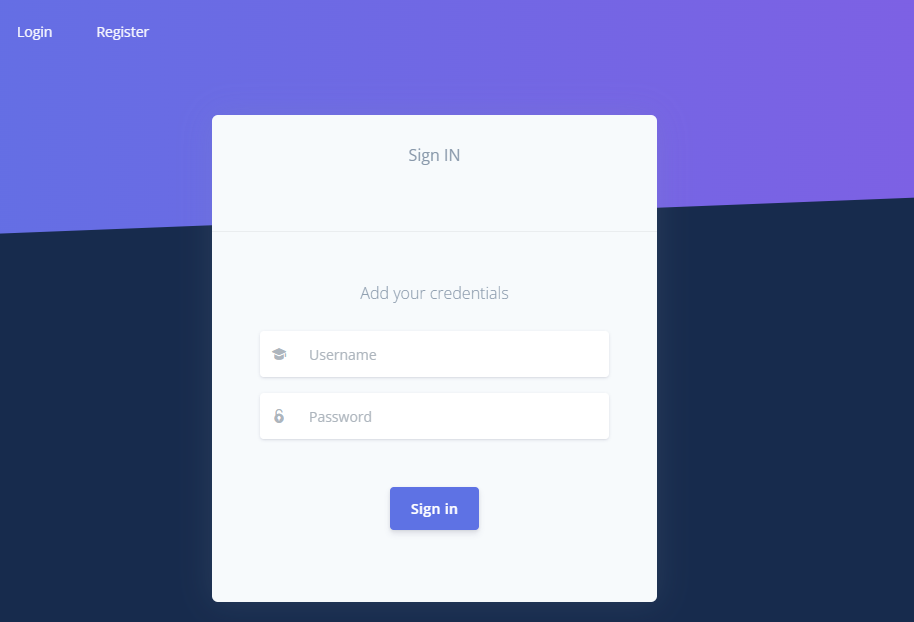 Login Register
Sign IN
Add your credentials
Username
Password
Sign in